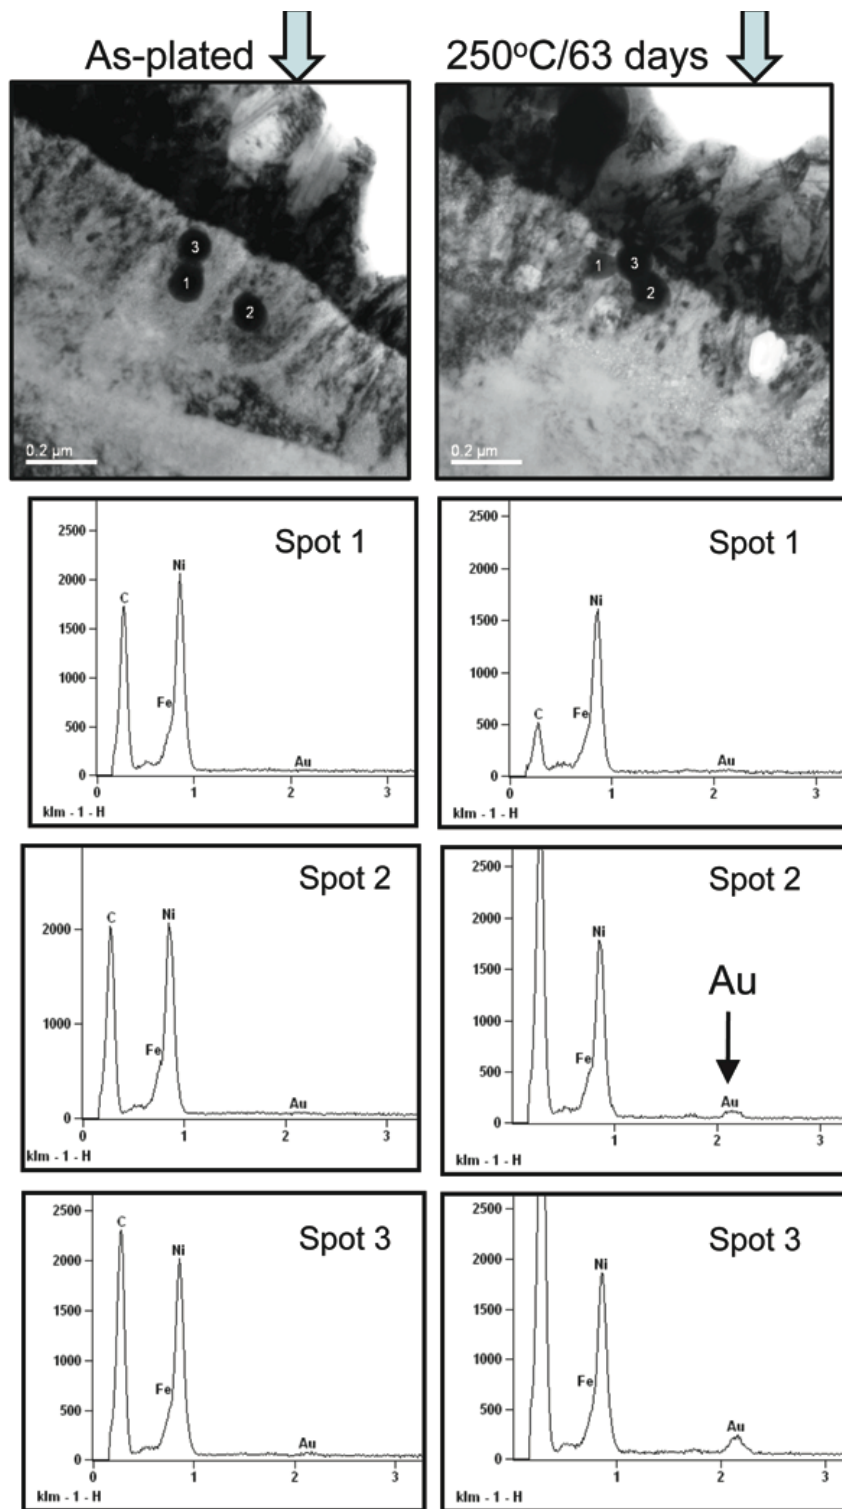 As-plated
250°C/63 days
3
1
2
0.2 µm
1
3
2
0.2 µm
Spot 1
2500
2000
1500
1000
500
0
C
Fe
Ni
Au
0 1 2 3
klm - 1 - H
Spot 1
2500
2000
1500
1000
500
0
C
Fe
Ni
Au
0 1 2 3
klm - 1 - H
Spot 2
2000
1000
0
C
Fe
Ni
Au
0 1 2 3
klm - 1 - H
Spot 2
2500
2000
1500
1000
500
0
Fe
Ni
Au
Au
1 2 3
klm - 1 - H
Spot 3
2500
2000
1500
1000
500
0
C
Fe
Ni
Au
0 1 2 3
klm - 1 - H
Spot 3
2500
2000
1500
1000
500
0
Fe
Ni
Au
1 2 3
klm - 1 - H